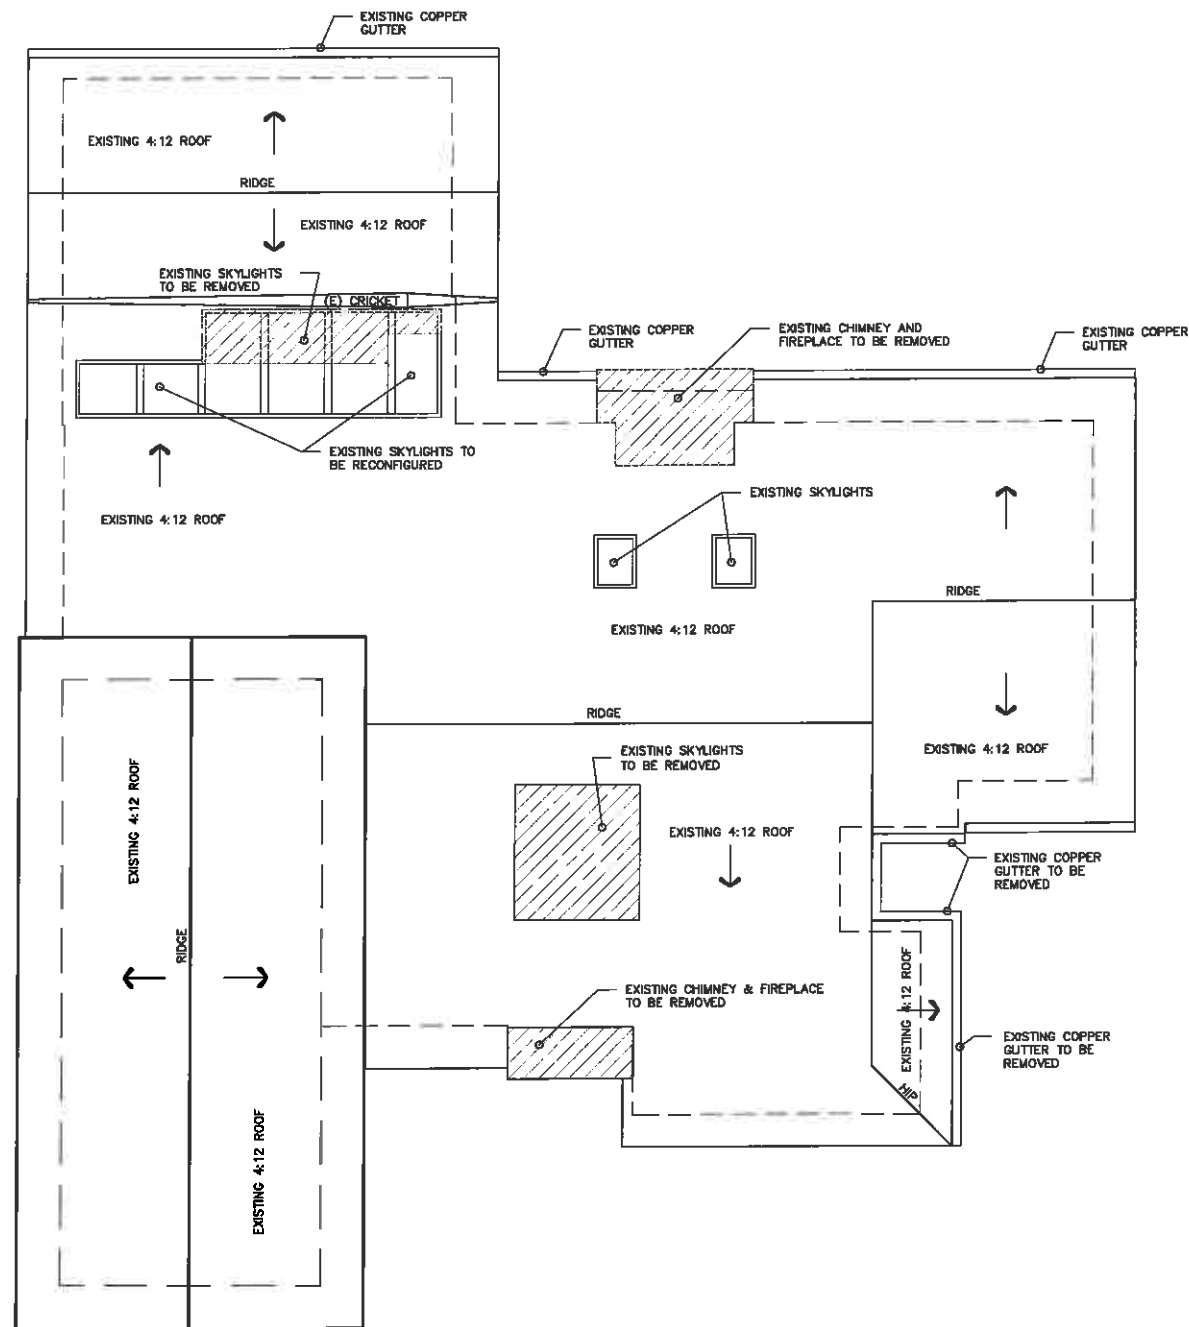 EXISTING COPPER
GUTTER
EXISTING 4:12 ROOF
RIDGE
EXISTING 4:12 ROOF
EXISTING SKYLIGHTS
TO BE REMOVED
(E) CRICKET
EXISTING COPPER
GUTTER
EXISTING CHIMNEY AND
FIREPLACE TO BE REMOVED
EXISTING COPPER
GUTTER
EXISTING SKYLIGHTS TO
BE RECONFIGURED
EXISTING SKYLIGHTS
EXISTING 4:12 ROOF
RIDGE
EXISTING 4:12 ROOF
RIDGE
EXISTING SKYLIGHTS
TO BE REMOVED
EXISTING 4:12 ROOF
EXISTING 4:12 ROOF
EXISTING 4:12 ROOF
EXISTING COPPER
GUTTER TO BE
REMOVED
RIDGE
EXISTING 4:12 ROOF
EXISTING CHIMNEY & FIREPLACE
TO BE REMOVED
EXISTING COPPER
GUTTER TO BE
REMOVED
HIP
EXISTING 4:12 ROOF